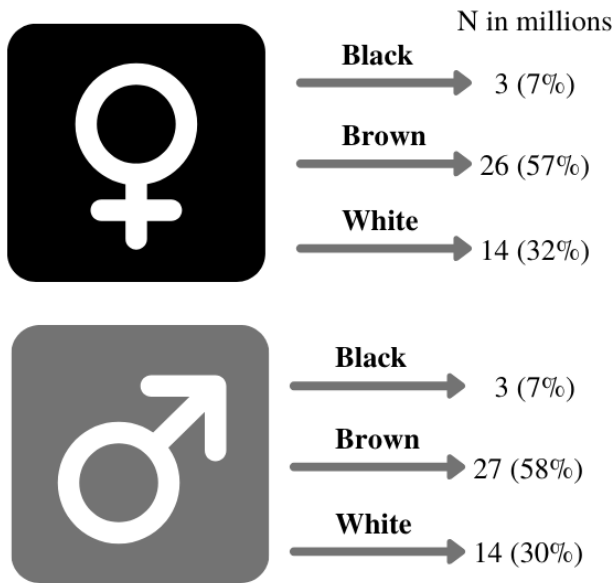 N in millions
Black
3 (7%)
Brown
26 (57%)
White
14 (32%)
Black
3 (7%)
Brown
27 (58%)
White
14 (30%)